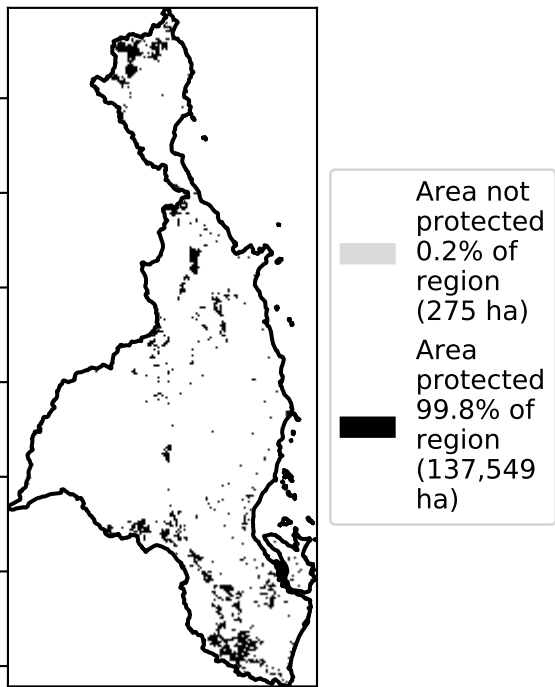 Area not
protected
0.2% of
region
(275 ha)
Area
protected
99.8% of
region
(137,549
ha)